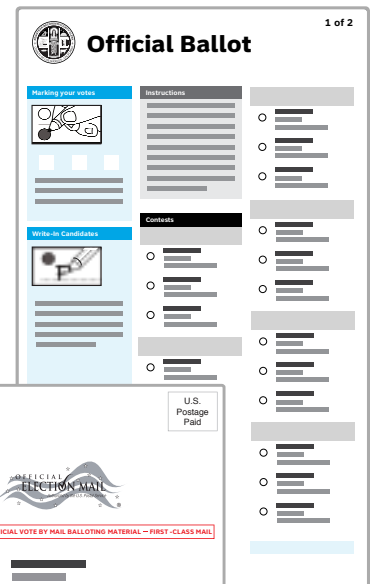 1 of 2
Official Ballot
Marking your votes
Instructions
Write-In Candidates
Contests
U.S.
Postage
Paid
OFFICIAL
ELECTION MAIL
ICIAL VOTE BY MAIL BALLOTING MATERIAL – FIRST -CLASS MAIL